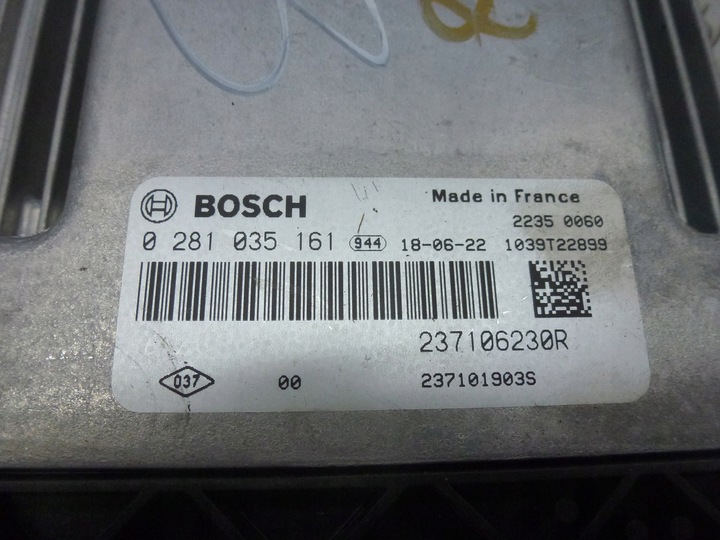 BOSCH
Made in France
2235 0060
0 281 035 161 944 18-06-22 1039T22899
237106230R
037 00 237101903S